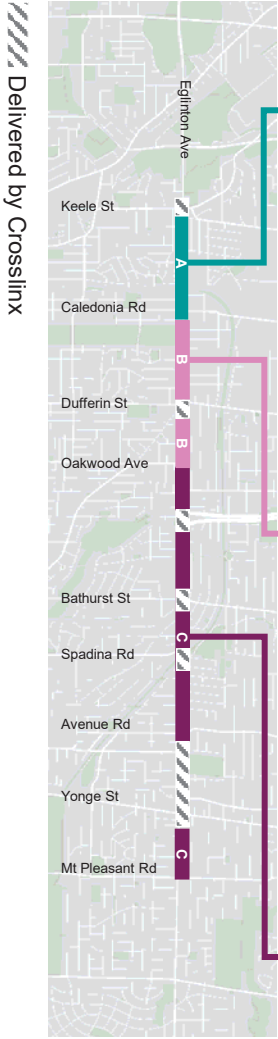 Delivered by Crosslinx
Eglinton Ave
Keele St
A
Caledonia Rd
B
Dufferin St
B
Oakwood Ave
Bathurst St
C
Spadina Rd
Avenue Rd
Yonge St
C
Mt Pleasant Rd